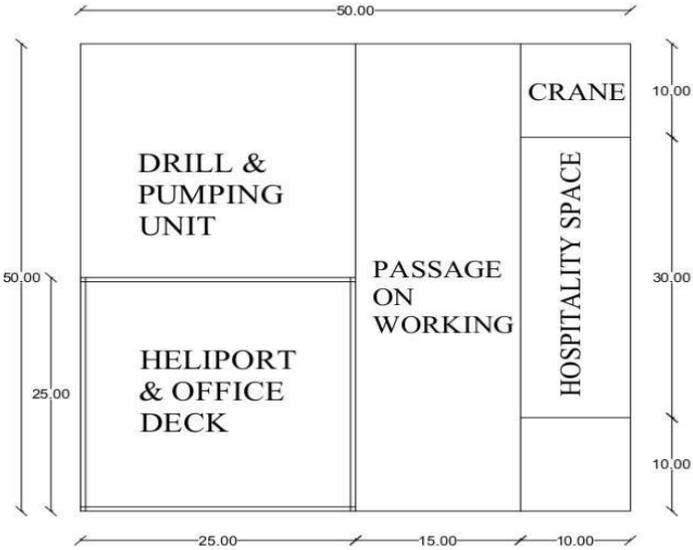 50.00
CRANE
10.00
DRILL &
PUMPING
UNIT
HOSPITALITY SPACE
50.00
PASSAGE
ON
WORKING
30.00
HELIPORT
& OFFICE
DECK
25.00
10.00
25.00
15.00
10.00